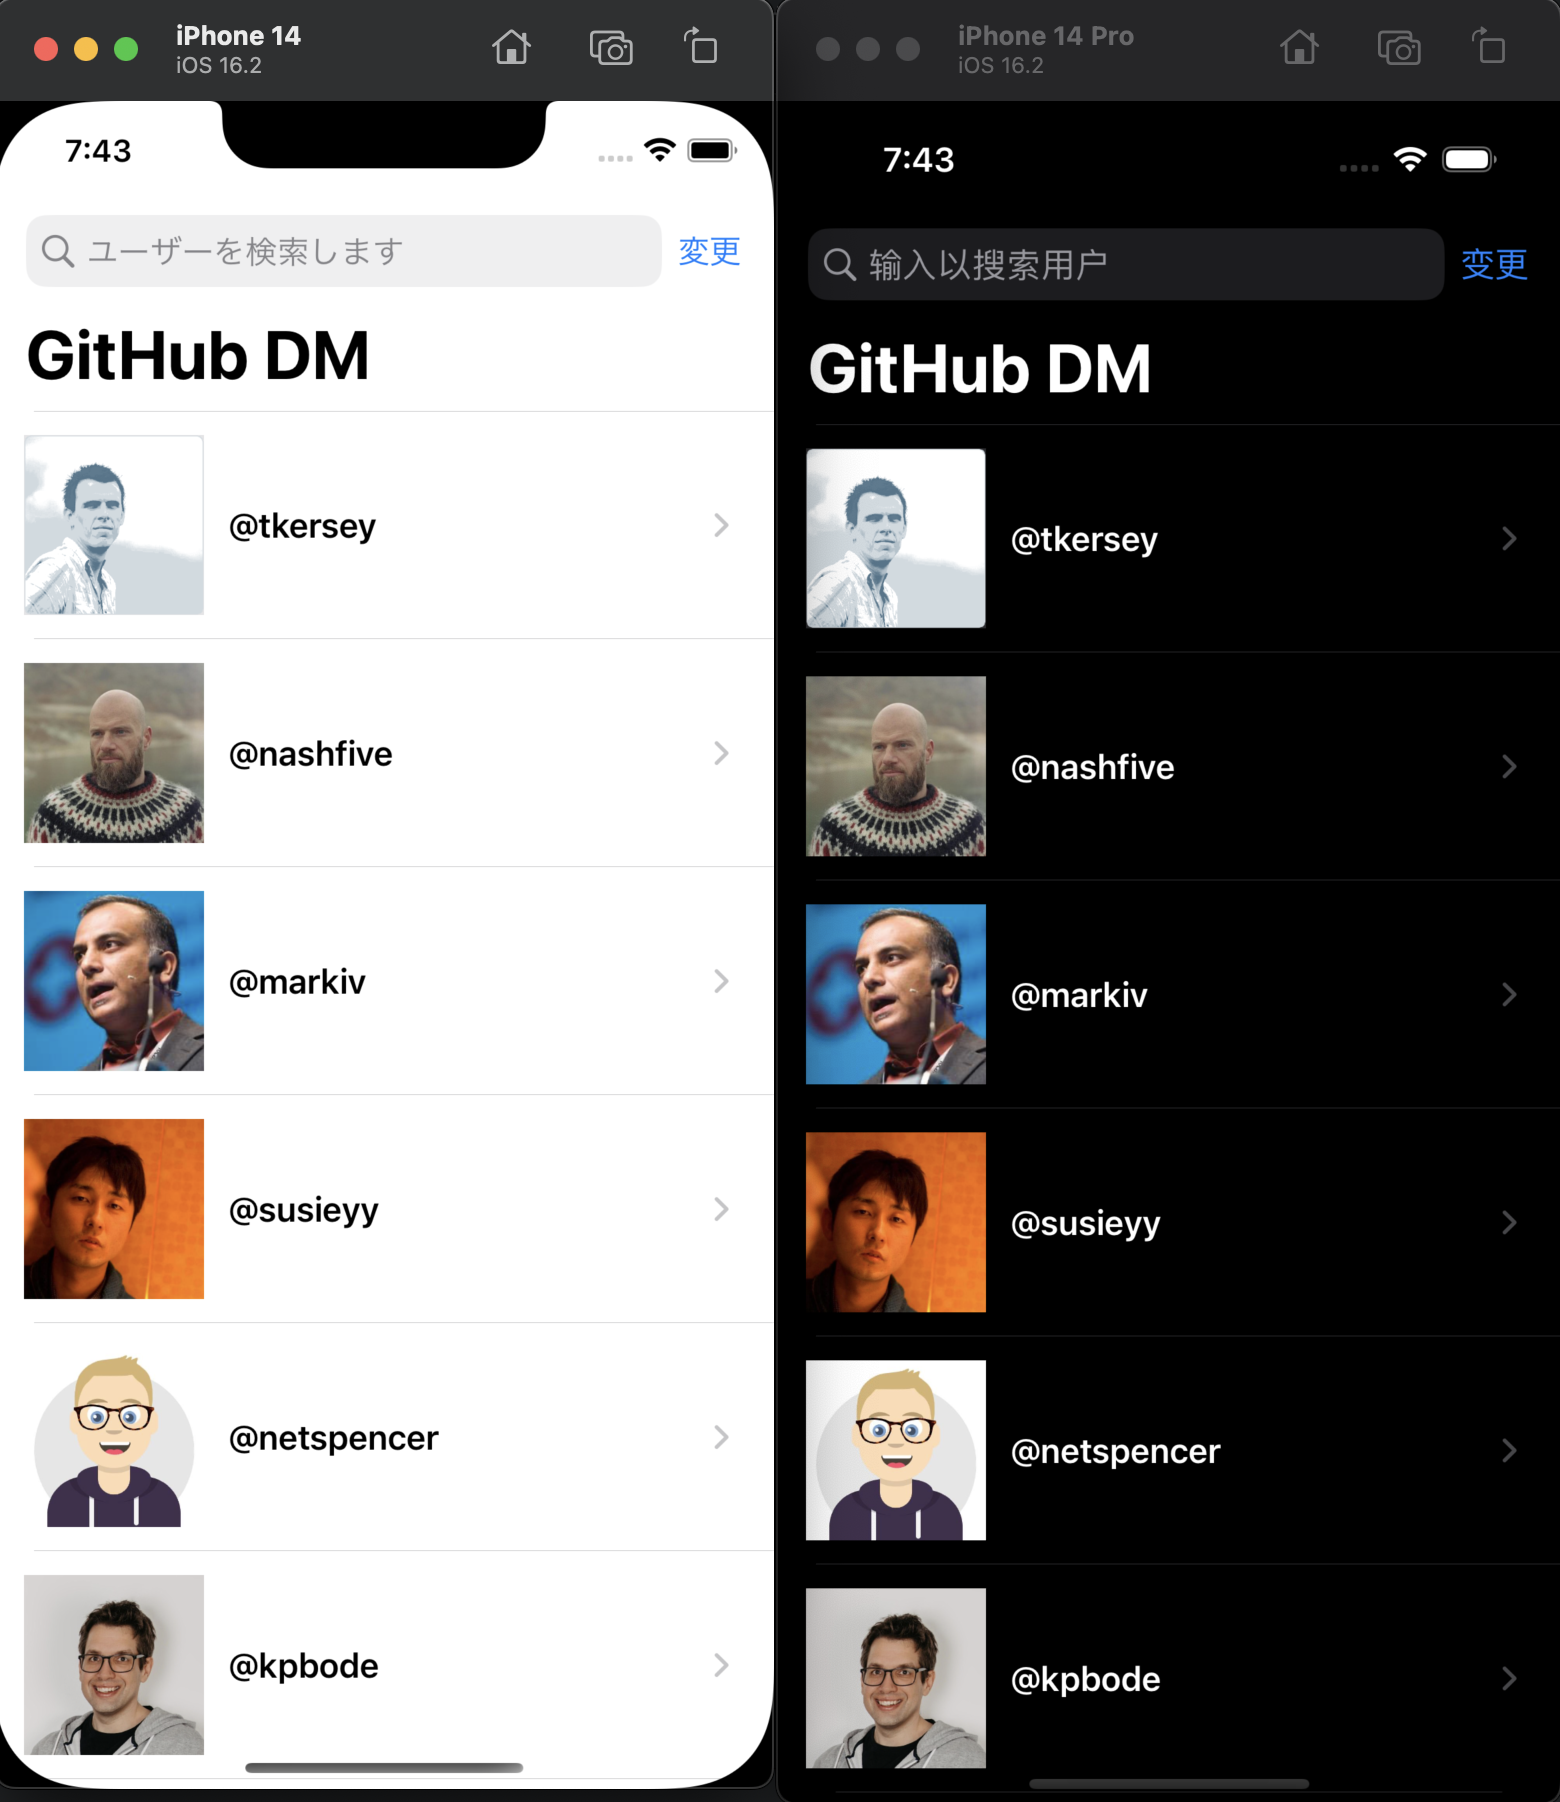 iPhone 14
iOS 16.2
7:43
ユーザーを検索します
変更
GitHub DM
@tkersey
@nashfive
@markiv
@susieyy
@netspencer
@kpbode
iPhone 14 Pro
iOS 16.2
7:43
输入以搜索用户
变更
GitHub DM
@tkersey
@nashfive
@markiv
@susieyy
@netspencer
@kpbode